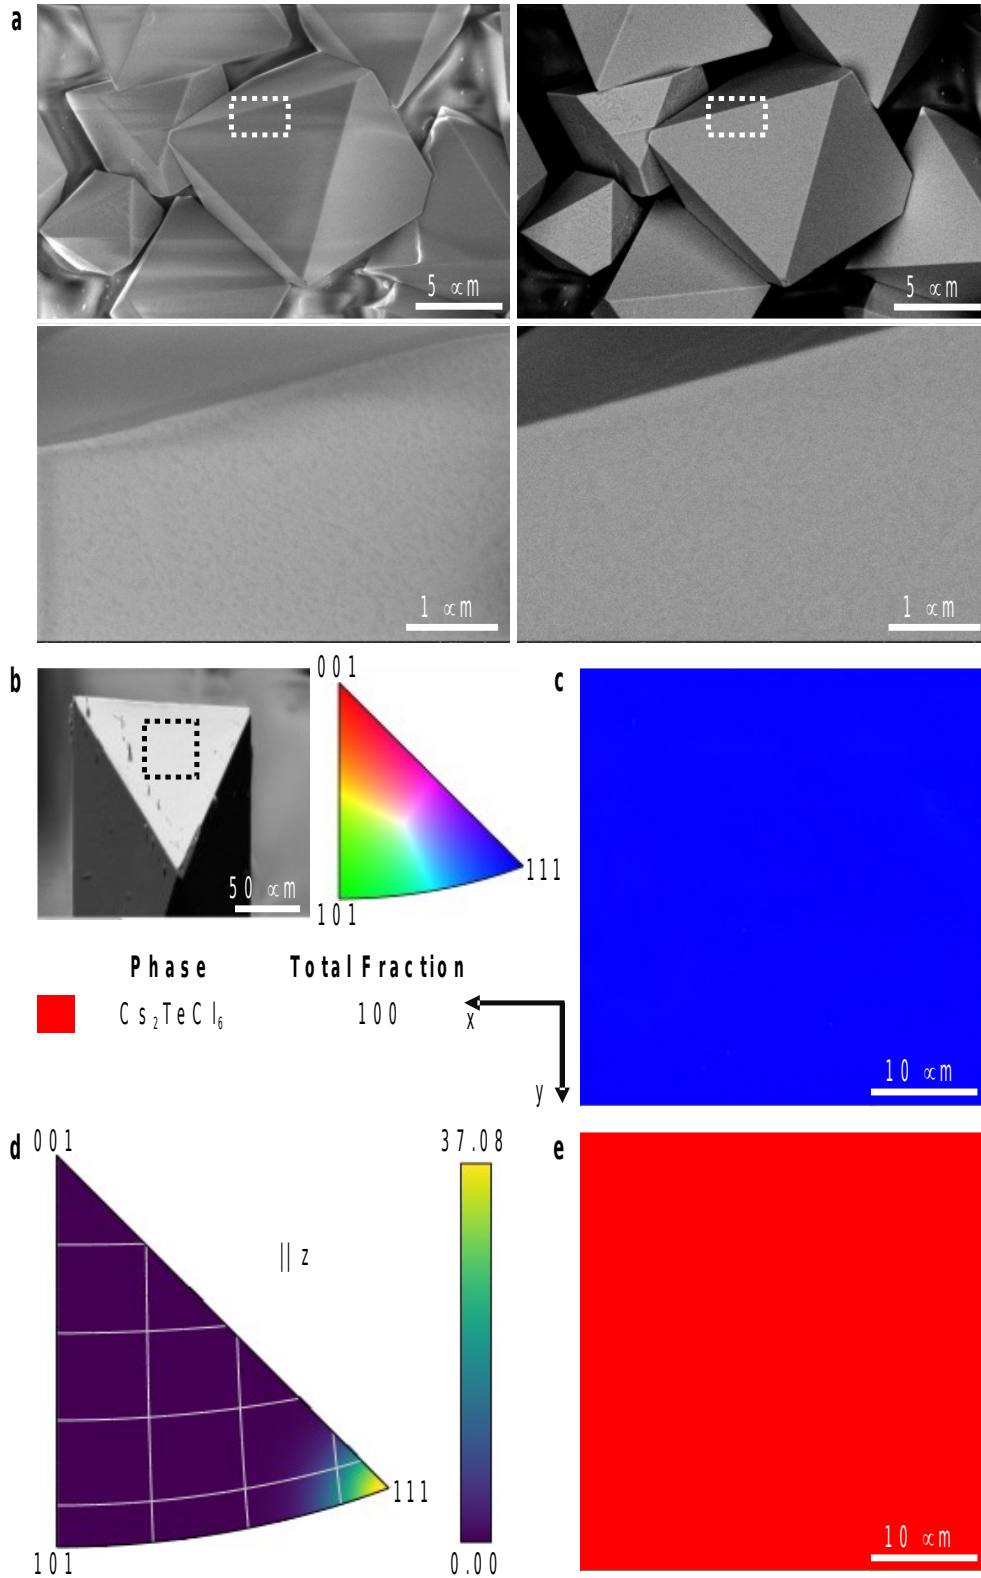 a
5 ∝m
5 ∝m
1 ∝m
1 ∝m
b
001
c
50 ∝m
111
101
Phase Total Fraction
Cs₂TeCl₆ 100
x
y
10 ∝m
d
001
37.08
e
|| z
111
0.00
101
10 ∝m